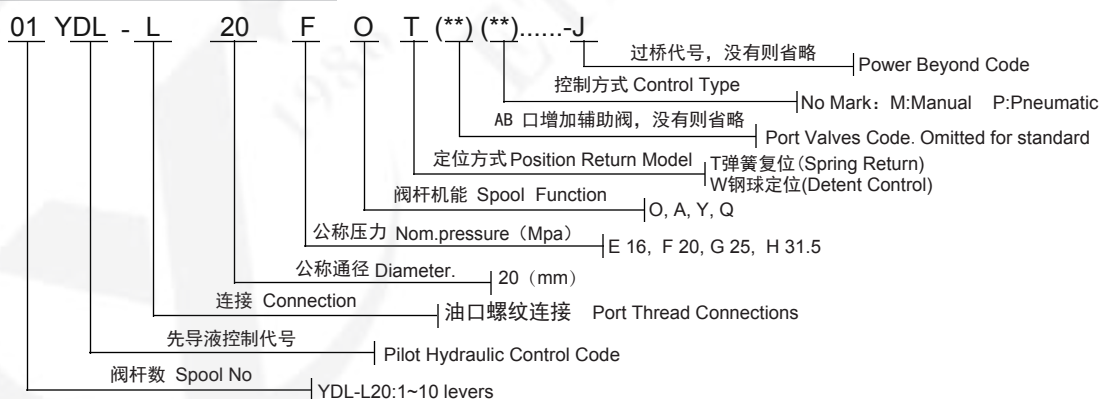 01 YDL - L 20 F O T (**) (**)......-J
过桥代号，没有则省略 Power Beyond Code
控制方式 Control Type No Mark：M:Manual P:Pneumatic
AB 口增加辅助阀，没有则省略 Port Valves Code. Omitted for standard
定位方式 Position Return Model T弹簧复位(Spring Return)
W钢球定位(Detent Control)
阀杆机能 Spool Function O, A, Y, Q
公称压力 Nom.pressure（Mpa） E 16, F 20, G 25, H 31.5
公称通径 Diameter. 20（mm）
连接 Connection 油口螺纹连接 Port Thread Connections
先导液控制代号 Pilot Hydraulic Control Code
阀杆数 Spool No YDL-L20:1~10 levers